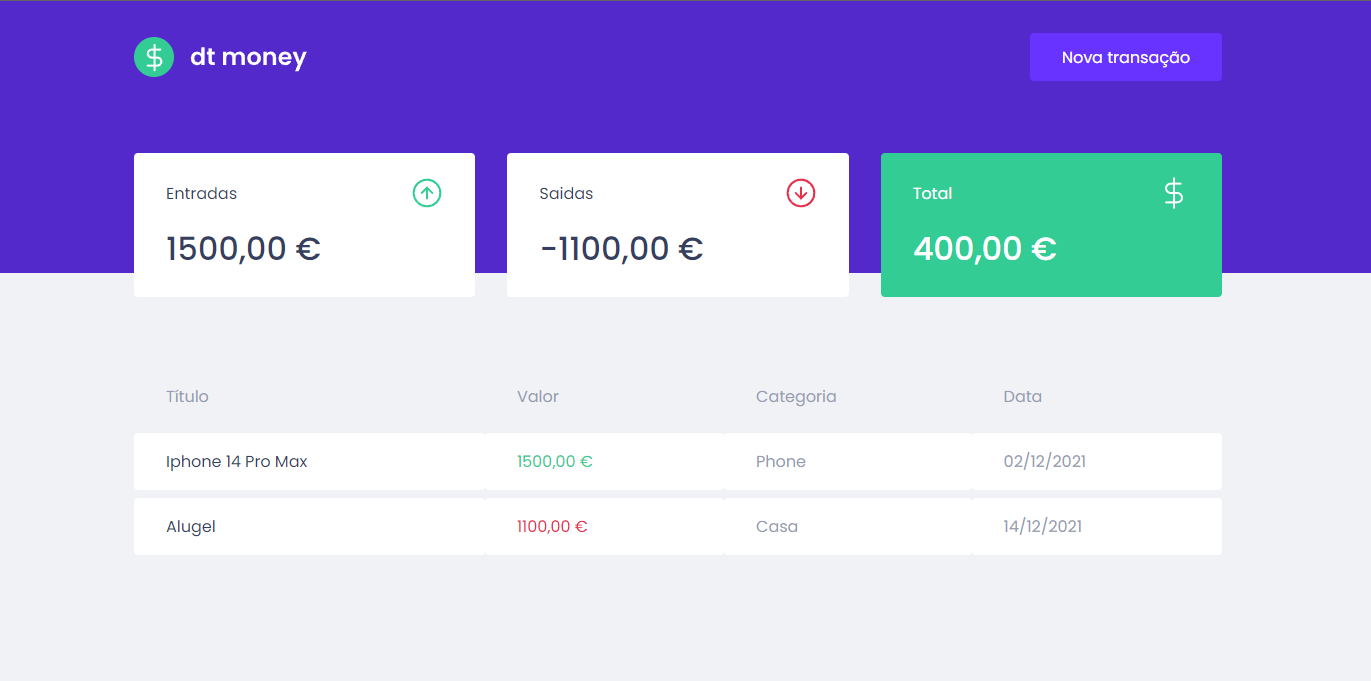 dt money
Nova transação
Entradas
1500,00 €
Saidas
-1100,00 €
Total
400,00 €
Título Valor Categoria Data
Iphone 14 Pro Max 1500,00 € Phone 02/12/2021
Alugel 1100,00 € Casa 14/12/2021